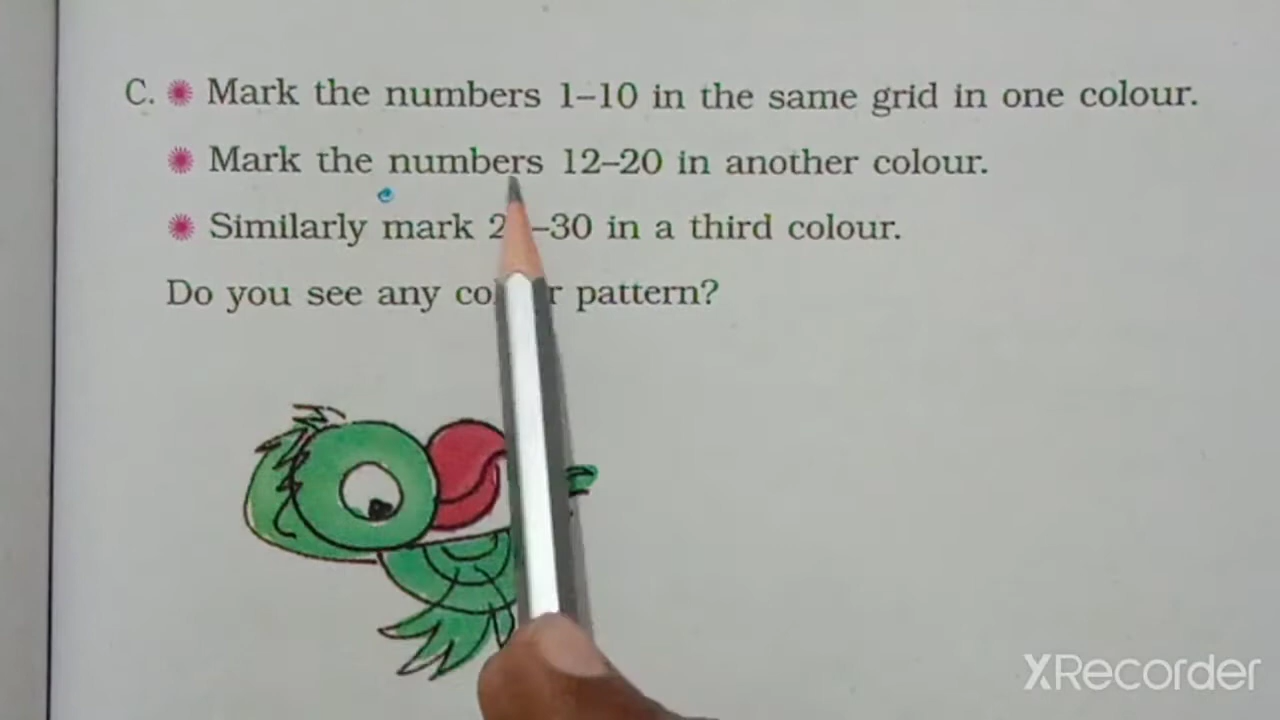 C. Mark the numbers 1–10 in the same grid in one colour.
Mark the numbers 12–20 in another colour.
Similarly mark 2 –30 in a third colour.
Do you see any pattern?
XRecorder